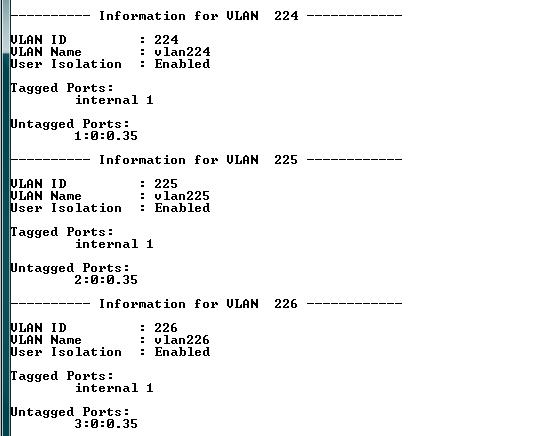 ---------- Information for VLAN  224 ------------
VLAN ID         : 224
VLAN Name       : vlan224
User Isolation  : Enabled
Tagged Ports:
        internal 1
Untagged Ports:
        1:0:0.35
---------- Information for VLAN  225 ------------
VLAN ID         : 225
VLAN Name       : vlan225
User Isolation  : Enabled
Tagged Ports:
        internal 1
Untagged Ports:
        2:0:0.35
---------- Information for VLAN  226 ------------
VLAN ID         : 226
VLAN Name       : vlan226
User Isolation  : Enabled
Tagged Ports:
        internal 1
Untagged Ports:
        3:0:0.35